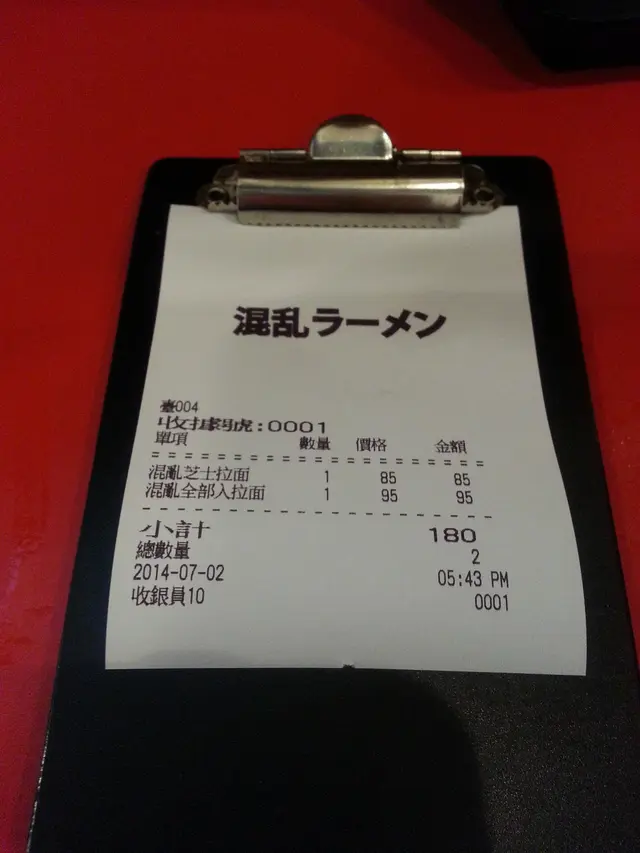 混乱ラーメン
臺004
收據號:0001
單項 數量 價格 金額
混亂芝士拉面 1 85 85
混亂全部入拉面 1 95 95
小計 180
總數量 2
2014-07-02 05:43 PM
收銀員10 0001